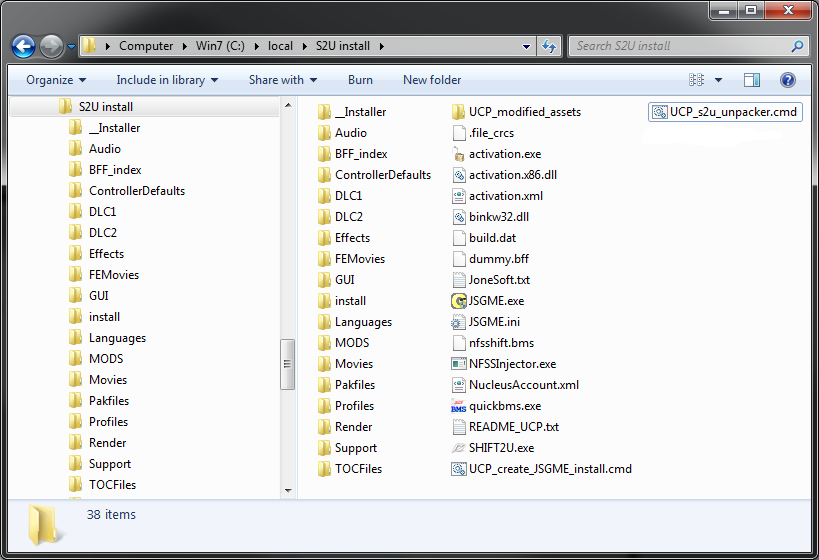 Computer Win7 (C:) local S2U install
Search S2U install
Organize Include in library Share with Burn New folder
S2U install
__Installer
Audio
BFF_index
ControllerDefaults
DLC1
DLC2
Effects
FEMovies
GUI
install
Languages
MODS
Movies
Pakfiles
Profiles
Render
Support
TOCFiles
__Installer
Audio
BFF_index
ControllerDefaults
DLC1
DLC2
Effects
FEMovies
GUI
install
Languages
MODS
Movies
Pakfiles
Profiles
Render
Support
TOCFiles
UCP_modified_assets
.file_crcs
activation.exe
activation.x86.dll
activation.xml
binkw32.dll
build.dat
dummy.bff
JoneSoft.txt
JSGME.exe
JSGME.ini
nfsshift.bms
NFSSInjector.exe
NucleusAccount.xml
BMS quickbms.exe
README_UCP.txt
SHIFT2U.exe
UCP_create_JSGME_install.cmd
UCP_s2u_unpacker.cmd
38 items